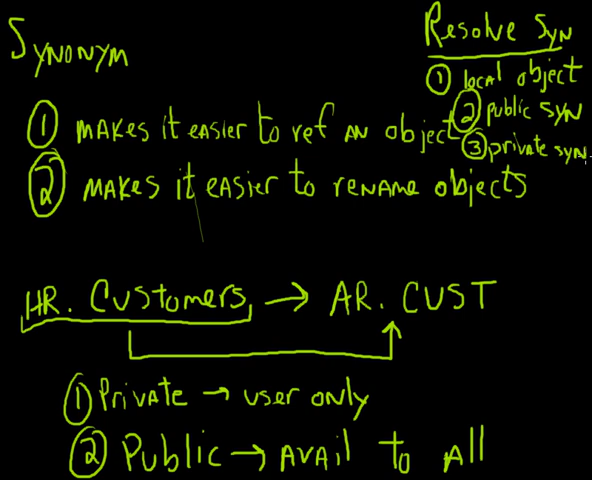 Synonym
① makes it easier to ref an object
② makes it easier to rename objects
Resolve Syn
① local object
② public syn
③ private syn.
HR. Customers → AR. CUST
① Private → user only
② Public → avail to all